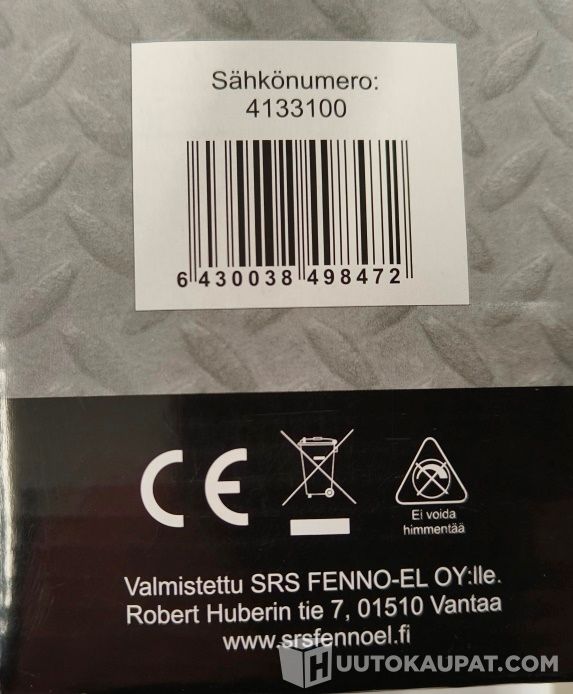 Sähkönumero:
4133100
6 430038 498472
CE
Ei voida
himmentää
Valmistettu SRS FENNO-EL OY:lle.
Robert Huberin tie 7, 01510 Vantaa
www.srsfennoel.fi
HUUTOKAUPAT.COM